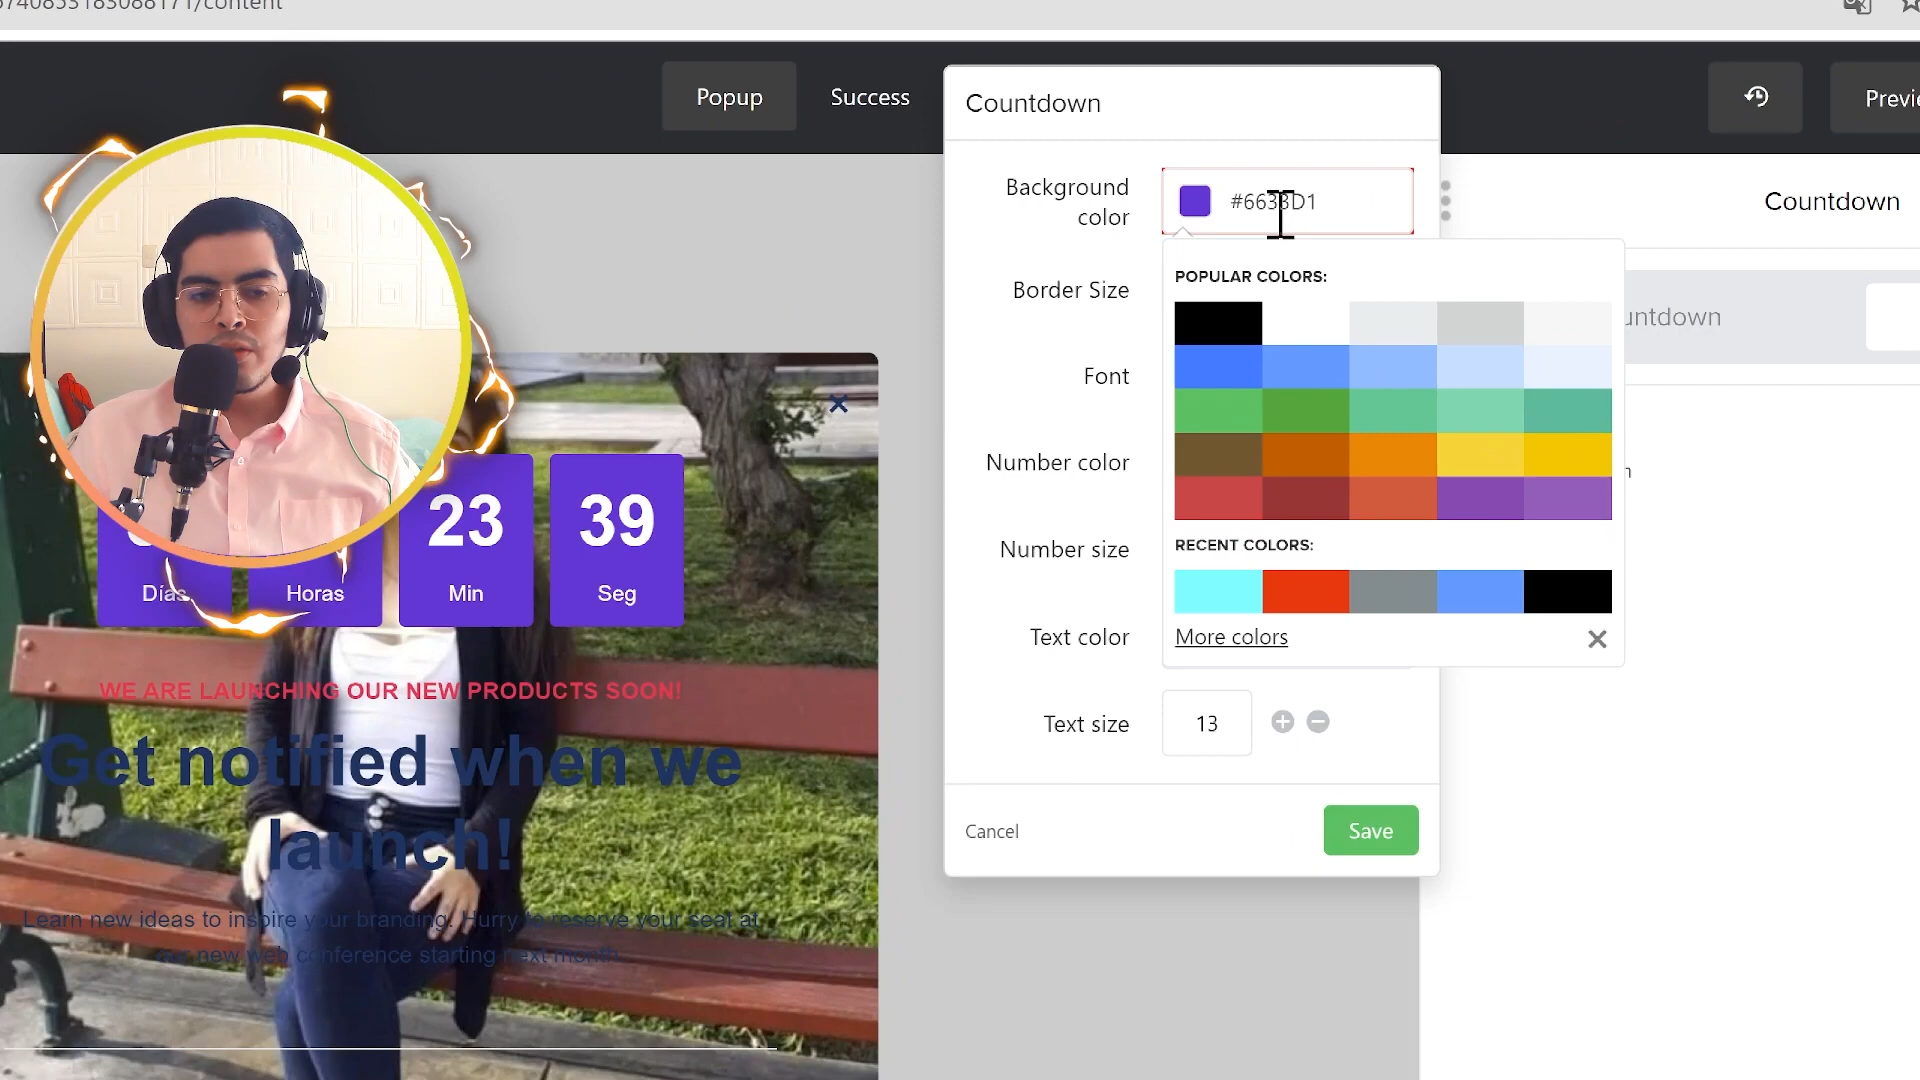 /content
Popup
Success
Previe
Countdown
Background
color
#6633D1
Countdown
POPULAR COLORS:
Border Size
untdown
Font
Number color
Number size
RECENT COLORS:
Text color
More colors
Text size
13
Cancel
Save
23
39
Días
Horas
Min
Seg
WE ARE LAUNCHING OUR NEW PRODUCTS SOON!
Get notified when we
launch!
Learn new ideas to inspire your branding. Hurry to reserve your seat at
our new web conference starting next month.